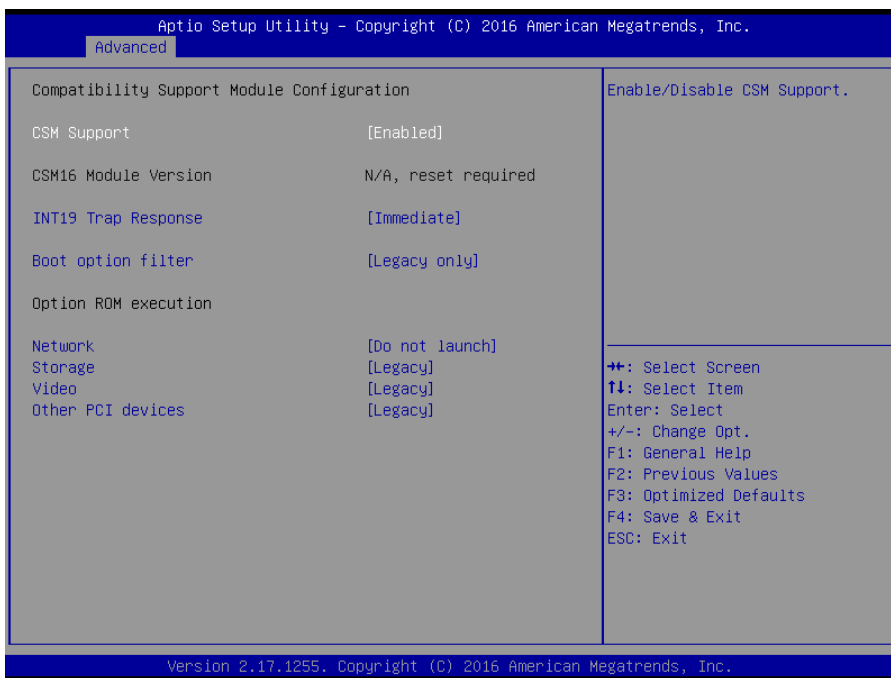 Aptio Setup Utility – Copyright (C) 2016 American Megatrends, Inc.
Advanced
Compatibility Support Module Configuration
CSM Support [Enabled]
CSM16 Module Version N/A, reset required
INT19 Trap Response [Immediate]
Boot option filter [Legacy only]
Option ROM execution
Network [Do not launch]
Storage [Legacy]
Video [Legacy]
Other PCI devices [Legacy]
Enable/Disable CSM Support.
→←: Select Screen
↑↓: Select Item
Enter: Select
+/-: Change Opt.
F1: General Help
F2: Previous Values
F3: Optimized Defaults
F4: Save & Exit
ESC: Exit
Version 2.17.1255. Copyright (C) 2016 American Megatrends, Inc.